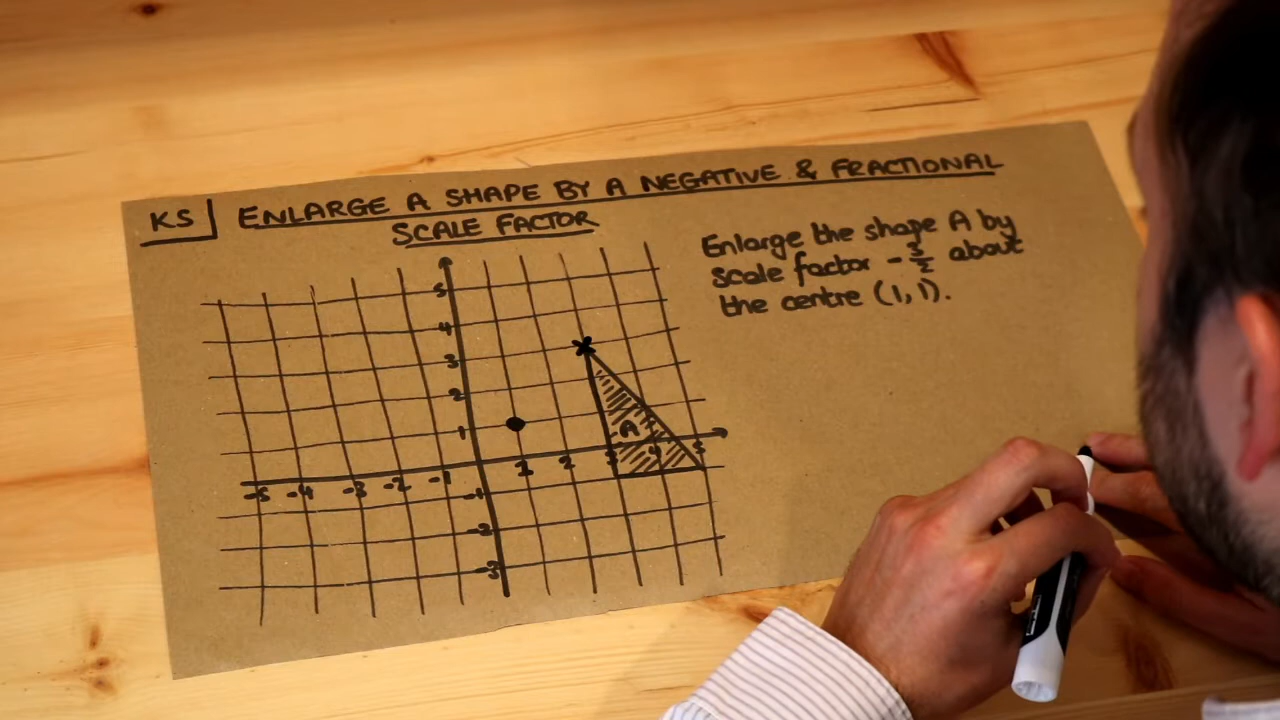 KS ENLARGE A SHAPE BY A NEGATIVE & FRACTIONAL
SCALE FACTOR
Enlarge the shape A by
scale factor -3/2 about
the centre (1,1).
5
4
3
2
1
A
-5 -4 -3 -2 -1 1 2 3 4 5
-1
-2
-3